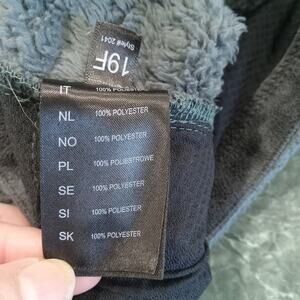 19F
Style# 2041
IT 100% POLYESTER
NL 100% POLYESTER
NO 100% POLYESTER
PL 100% POLIESTROWE
SE 100% POLYESTER
SI 100% POLIESTER
SK 100% POLYESTER